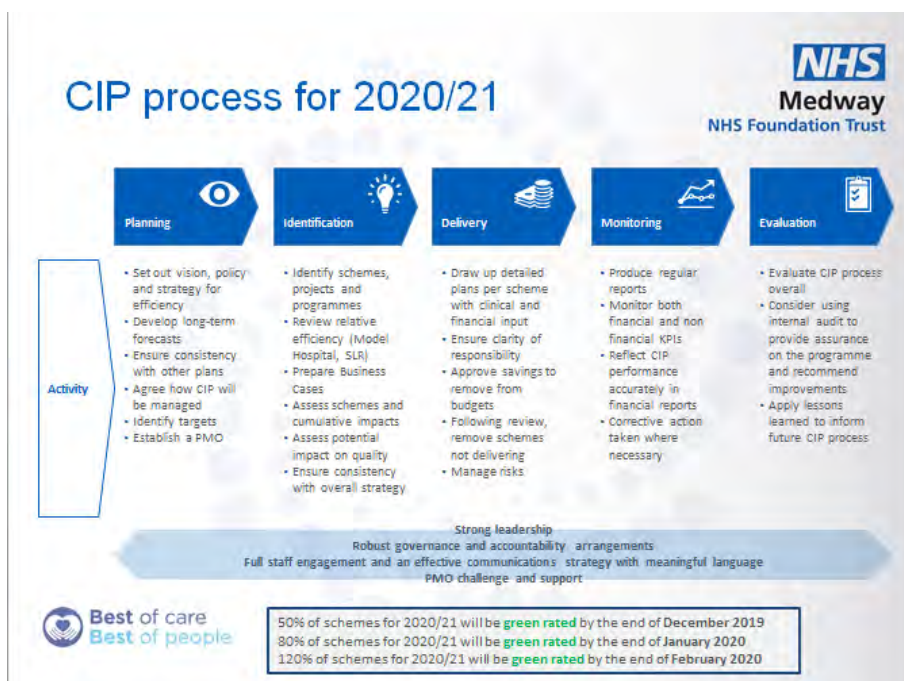 NHS
Medway
NHS Foundation Trust
CIP process for 2020/21
Planning
Identification
Delivery
Monitoring
Evaluation
Activity
• Set out vision, policy
and strategy for
efficiency
• Develop long-term
forecasts
• Ensure consistency
with other plans
• Agree how CIP will
be managed
• Identify targets
• Establish a PMO
• Identify schemes,
projects and
programmes
• Review relative
efficiency (Model
Hospital, SLR)
• Prepare Business
Cases
• Assess schemes and
cumulative impacts
• Assess potential
impact on quality
• Ensure consistency
with overall strategy
• Draw up detailed
plans per scheme
with clinical and
financial input
• Ensure clarity of
responsibility
• Approve savings to
remove from
budgets
• Following review,
remove schemes
not delivering
• Manage risks
• Produce regular
reports
• Monitor both
financial and non
financial KPIs
• Reflect CIP
performance
accurately in
financial reports
• Corrective action
taken where
necessary
• Evaluate CIP process
overall
• Consider using
internal audit to
provide assurance
on the programme
and recommend
improvements
• Apply lessons
learned to inform
future CIP process
Strong leadership
Robust governance and accountability arrangements
Full staff engagement and an effective communications strategy with meaningful language
PMO challenge and support
Best of care
Best of people
50% of schemes for 2020/21 will be green rated by the end of December 2019
80% of schemes for 2020/21 will be green rated by the end of January 2020
120% of schemes for 2020/21 will be green rated by the end of February 2020